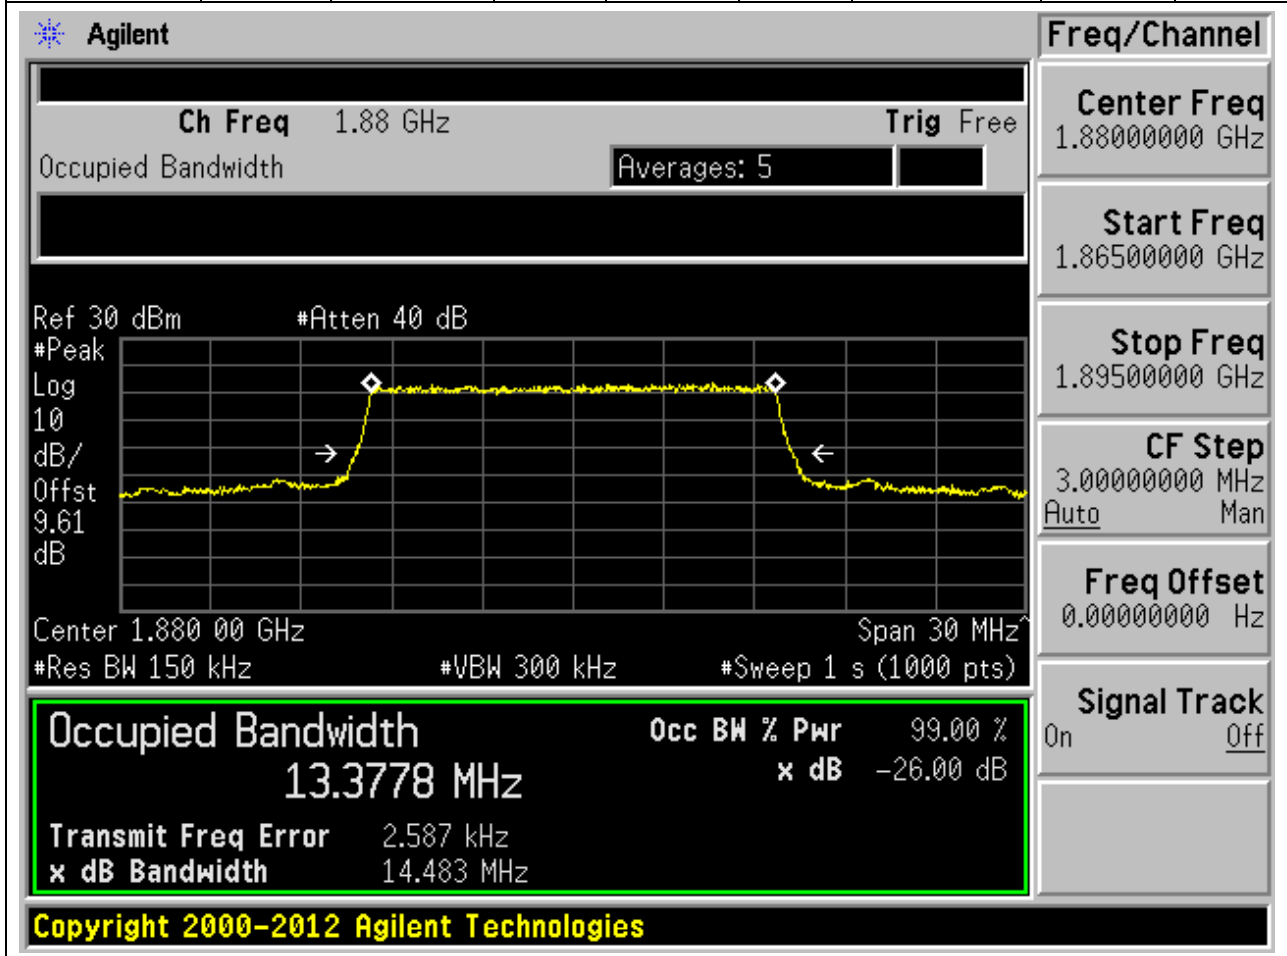 Agilent
Freq/Channel
Ch Freq 1.88 GHz Trig Free
Occupied Bandwidth Averages: 5
Center Freq
1.88000000 GHz
Start Freq
1.86500000 GHz
Stop Freq
1.89500000 GHz
CF Step
3.00000000 MHz
Auto Man
Freq Offset
0.00000000 Hz
Signal Track
On Off
Ref 30 dBm #Atten 40 dB
#Peak
Log
10
dB/
Offst
9.61
dB
Center 1.880 00 GHz Span 30 MHz^
#Res BW 150 kHz #VBW 300 kHz #Sweep 1 s (1000 pts)
Occupied Bandwidth Occ BW % Pwr 99.00 %
13.3778 MHz x dB -26.00 dB
Transmit Freq Error 2.587 kHz
x dB Bandwidth 14.483 MHz
Copyright 2000-2012 Agilent Technologies